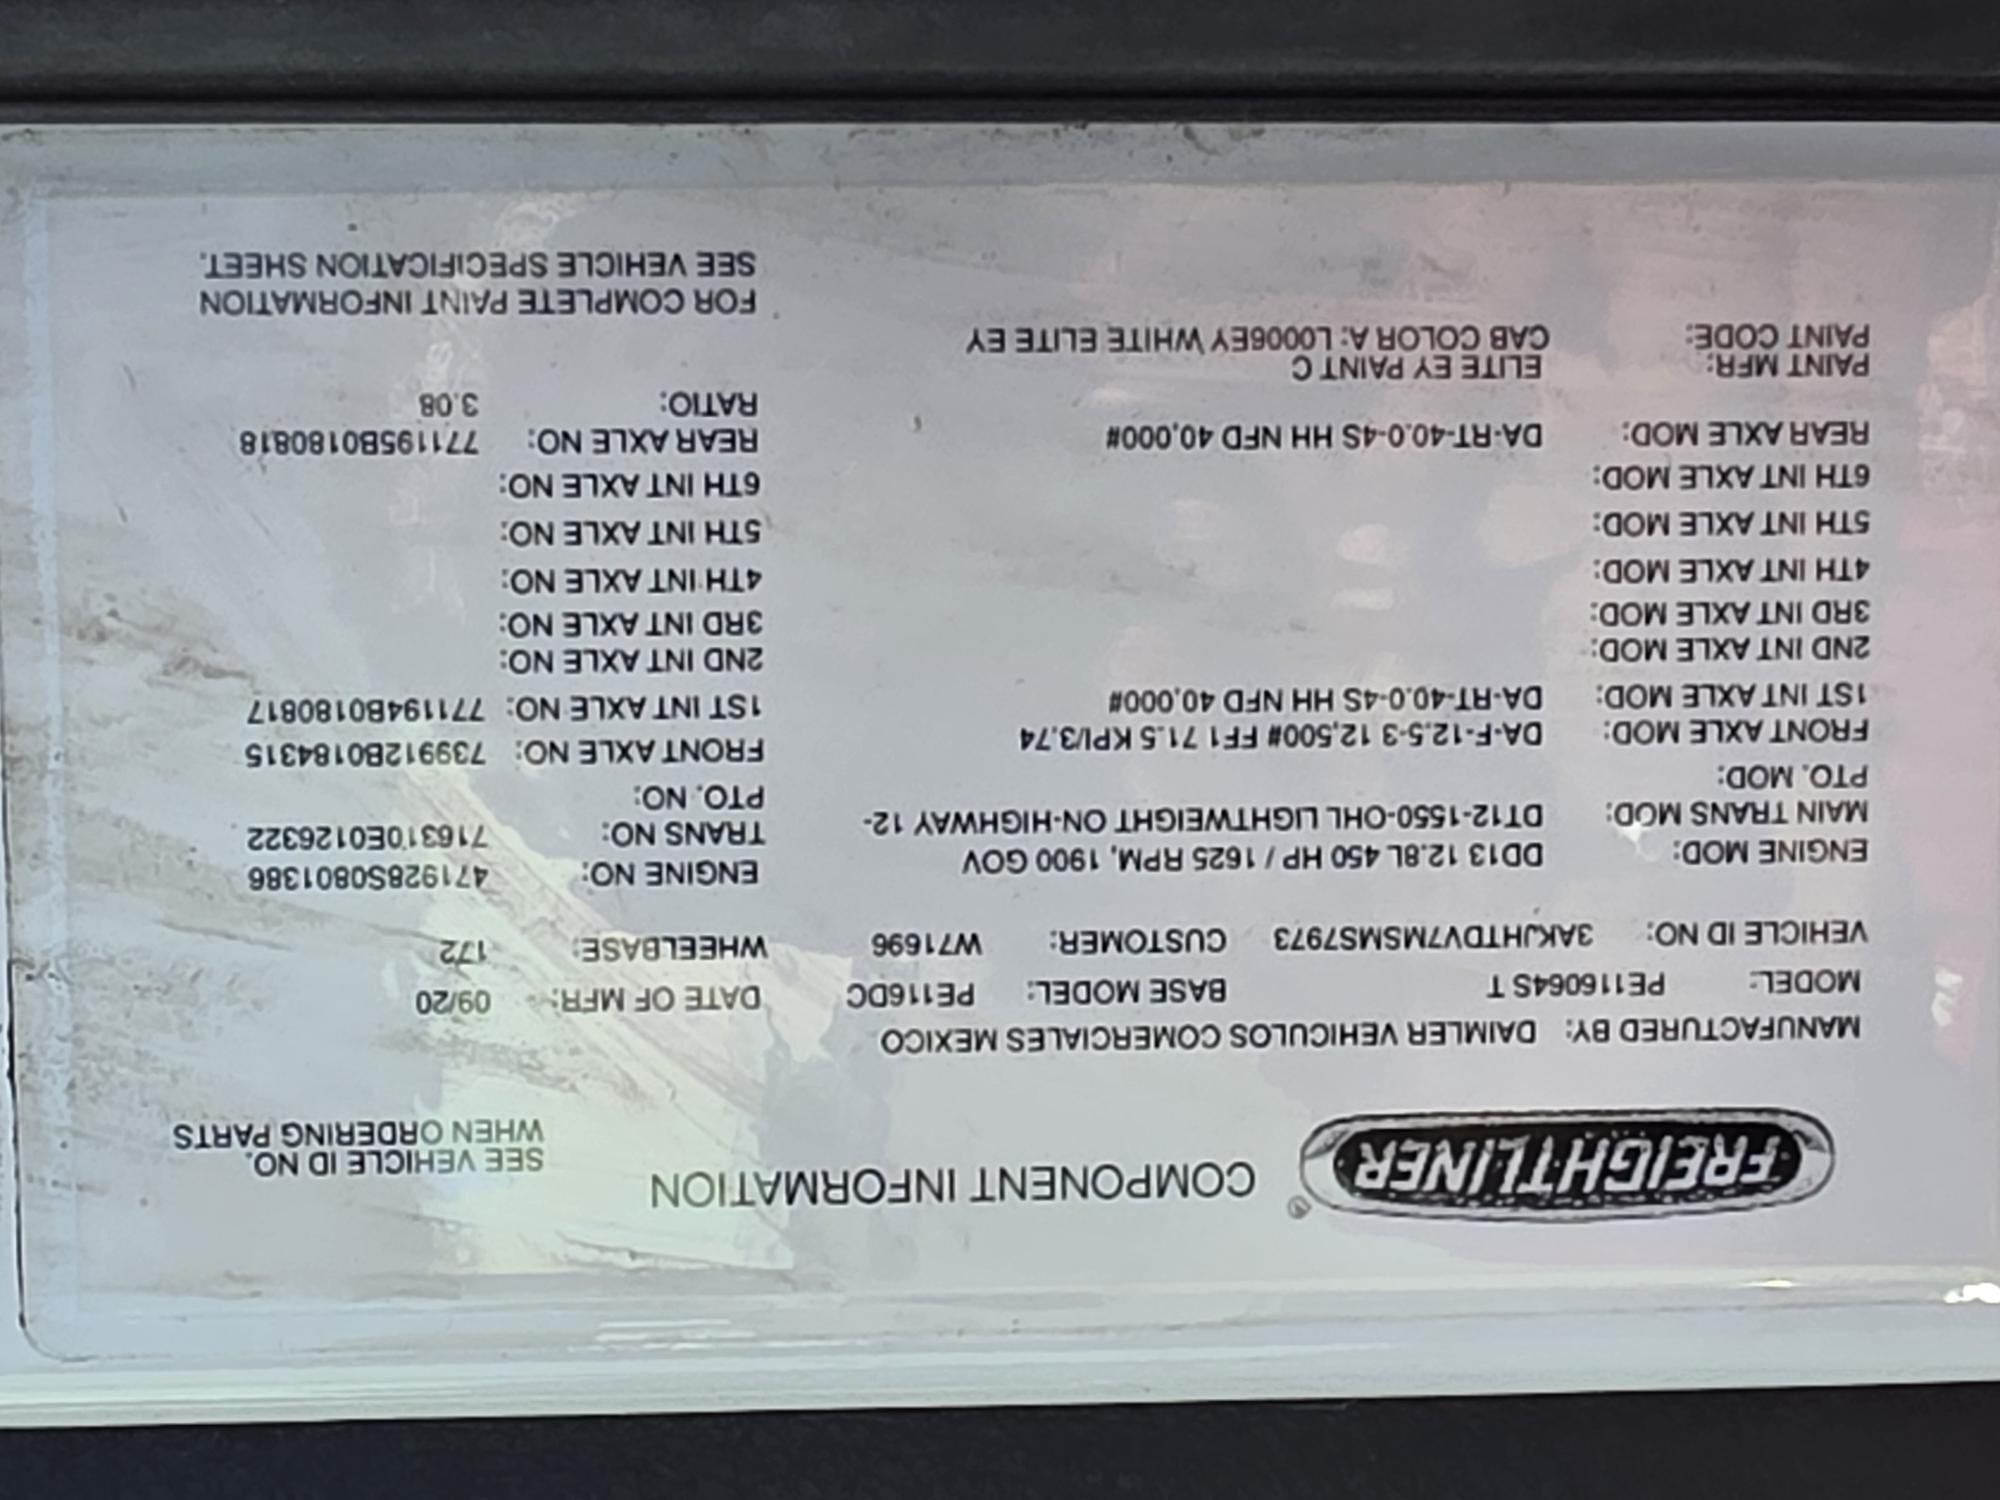 FREIGHTLINER ®
COMPONENT INFORMATION
SEE VEHICLE ID NO.
WHEN ORDERING PARTS
MANUFACTURED BY: DAIMLER VEHICULOS COMERCIALES MEXICO
MODEL: PE116064S T BASE MODEL: PE116DC DATE OF MFR: 09/20
VEHICLE ID NO: 3AKJHTDV7MSMS7973 CUSTOMER: W71696 WHEELBASE: 172
ENGINE MOD: DD13 12.8L 450 HP / 1625 RPM, 1900 GOV ENGINE NO: 471928S0801386
MAIN TRANS MOD: DT12-1550-OHL LIGHTWEIGHT ON-HIGHWAY 12- TRANS NO: 716310E0126322
PTO. MOD: PTO. NO:
FRONT AXLE MOD: DA-F-12.5-3 12,500# FF1 71.5 KPI/3.74 FRONT AXLE NO: 739912B0184315
1ST INT AXLE MOD: DA-RT-40.0-4S HH NFD 40,000# 1ST INT AXLE NO: 771194B0180817
2ND INT AXLE MOD: 2ND INT AXLE NO:
3RD INT AXLE MOD: 3RD INT AXLE NO:
4TH INT AXLE MOD: 4TH INT AXLE NO:
5TH INT AXLE MOD: 5TH INT AXLE NO:
6TH INT AXLE MOD: 6TH INT AXLE NO:
REAR AXLE MOD: DA-RT-40.0-4S HH NFD 40,000# REAR AXLE NO: 771195B0180818
RATIO: 3.08
PAINT MFR: ELITE EY PAINT C
PAINT CODE: CAB COLOR A: L0006EY WHITE ELITE EY
FOR COMPLETE PAINT INFORMATION
SEE VEHICLE SPECIFICATION SHEET.